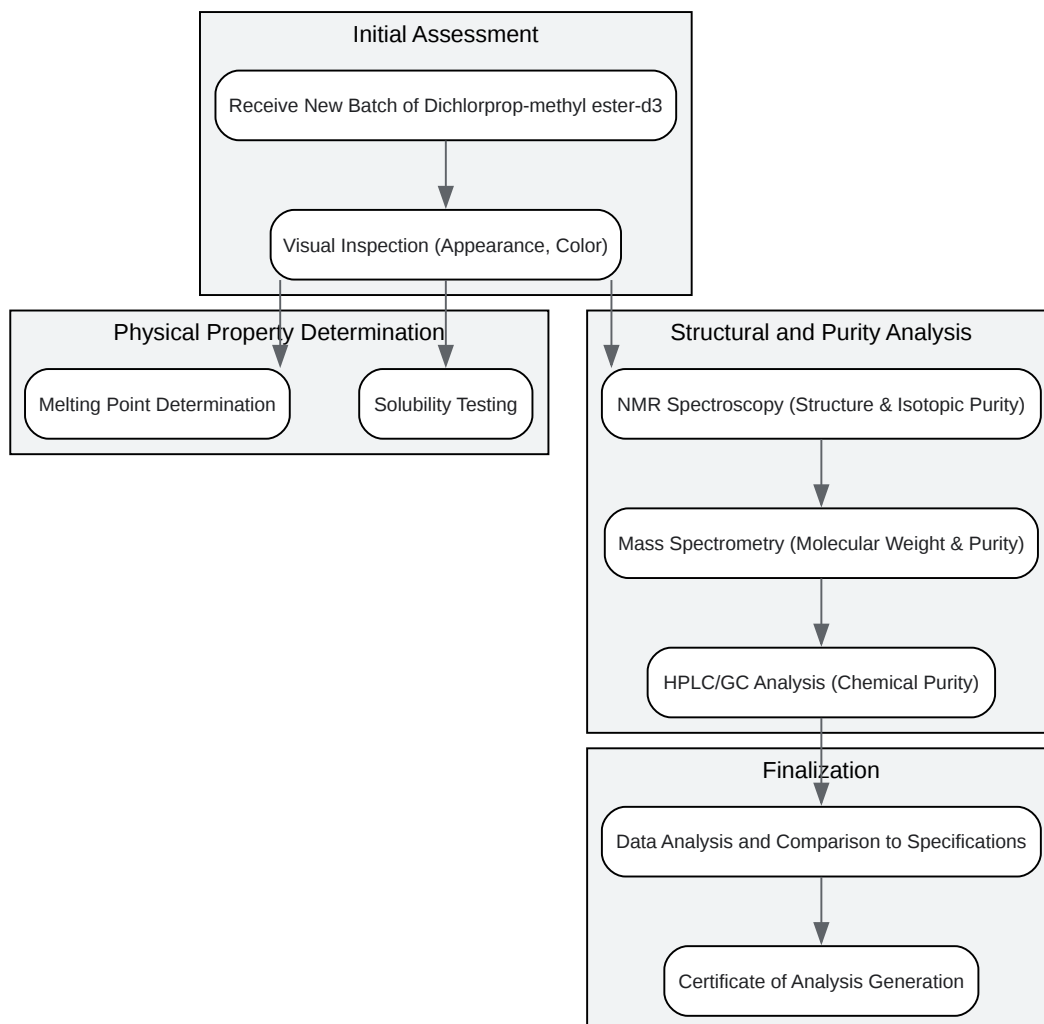 Initial Assessment
Receive New Batch of Dichlorprop-methyl ester-d3
Visual Inspection (Appearance, Color)
Physical Property Determination
Melting Point Determination
Solubility Testing
Structural and Purity Analysis
NMR Spectroscopy (Structure & Isotopic Purity)
Mass Spectrometry (Molecular Weight & Purity)
HPLC/GC Analysis (Chemical Purity)
Finalization
Data Analysis and Comparison to Specifications
Certificate of Analysis Generation